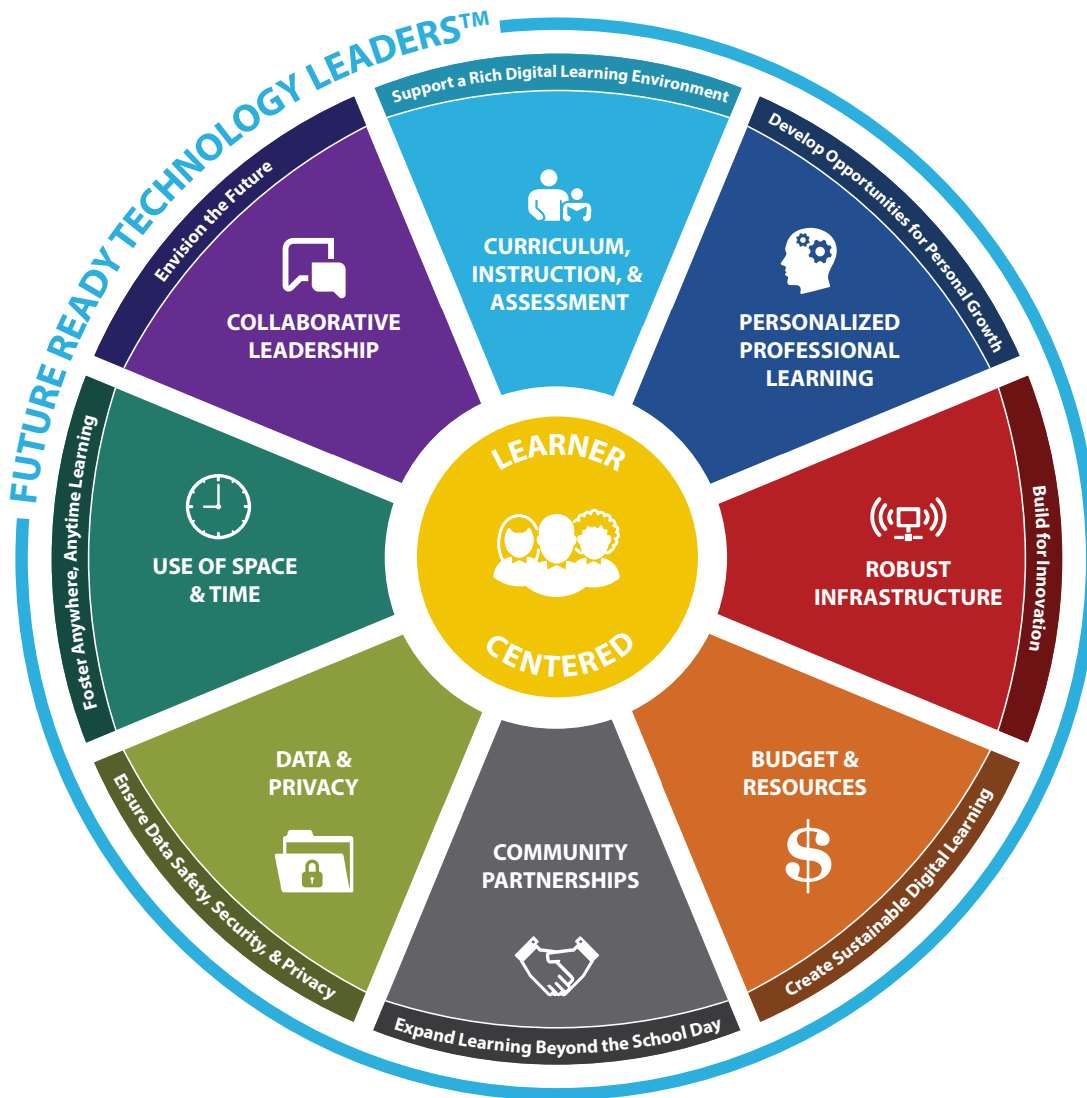 FUTURE READY TECHNOLOGY LEADERS™
Support a Rich Digital Learning Environment
CURRICULUM,
INSTRUCTION, &
ASSESSMENT
Develop Opportunities for Personal Growth
PERSONALIZED
PROFESSIONAL
LEARNING
Build for Innovation
ROBUST
INFRASTRUCTURE
Create Sustainable Digital Learning
BUDGET &
RESOURCES
$
Expand Learning Beyond the School Day
COMMUNITY
PARTNERSHIPS
Ensure Data Safety, Security, & Privacy
DATA &
PRIVACY
Foster Anywhere, Anytime Learning
USE OF SPACE
& TIME
Envision the Future
COLLABORATIVE
LEADERSHIP
LEARNER
CENTERED